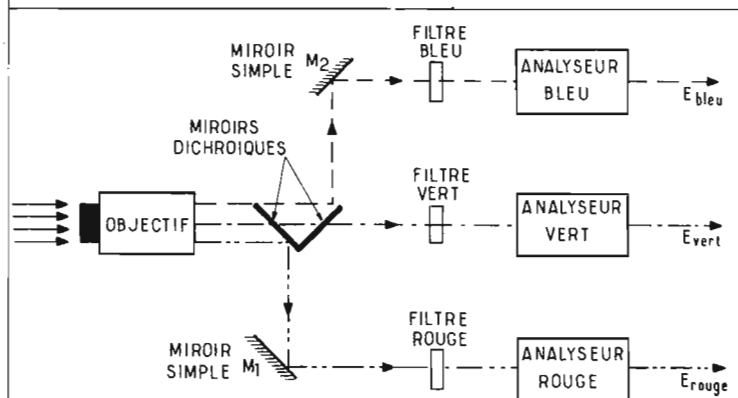 MIROIR
SIMPLE M2
FILTRE
BLEU
ANALYSEUR
BLEU
E bleu
MIROIRS
DICHROIQUES
OBJECTIF
FILTRE
VERT
ANALYSEUR
VERT
E vert
MIROIR
SIMPLE M1
FILTRE
ROUGE
ANALYSEUR
ROUGE
E rouge